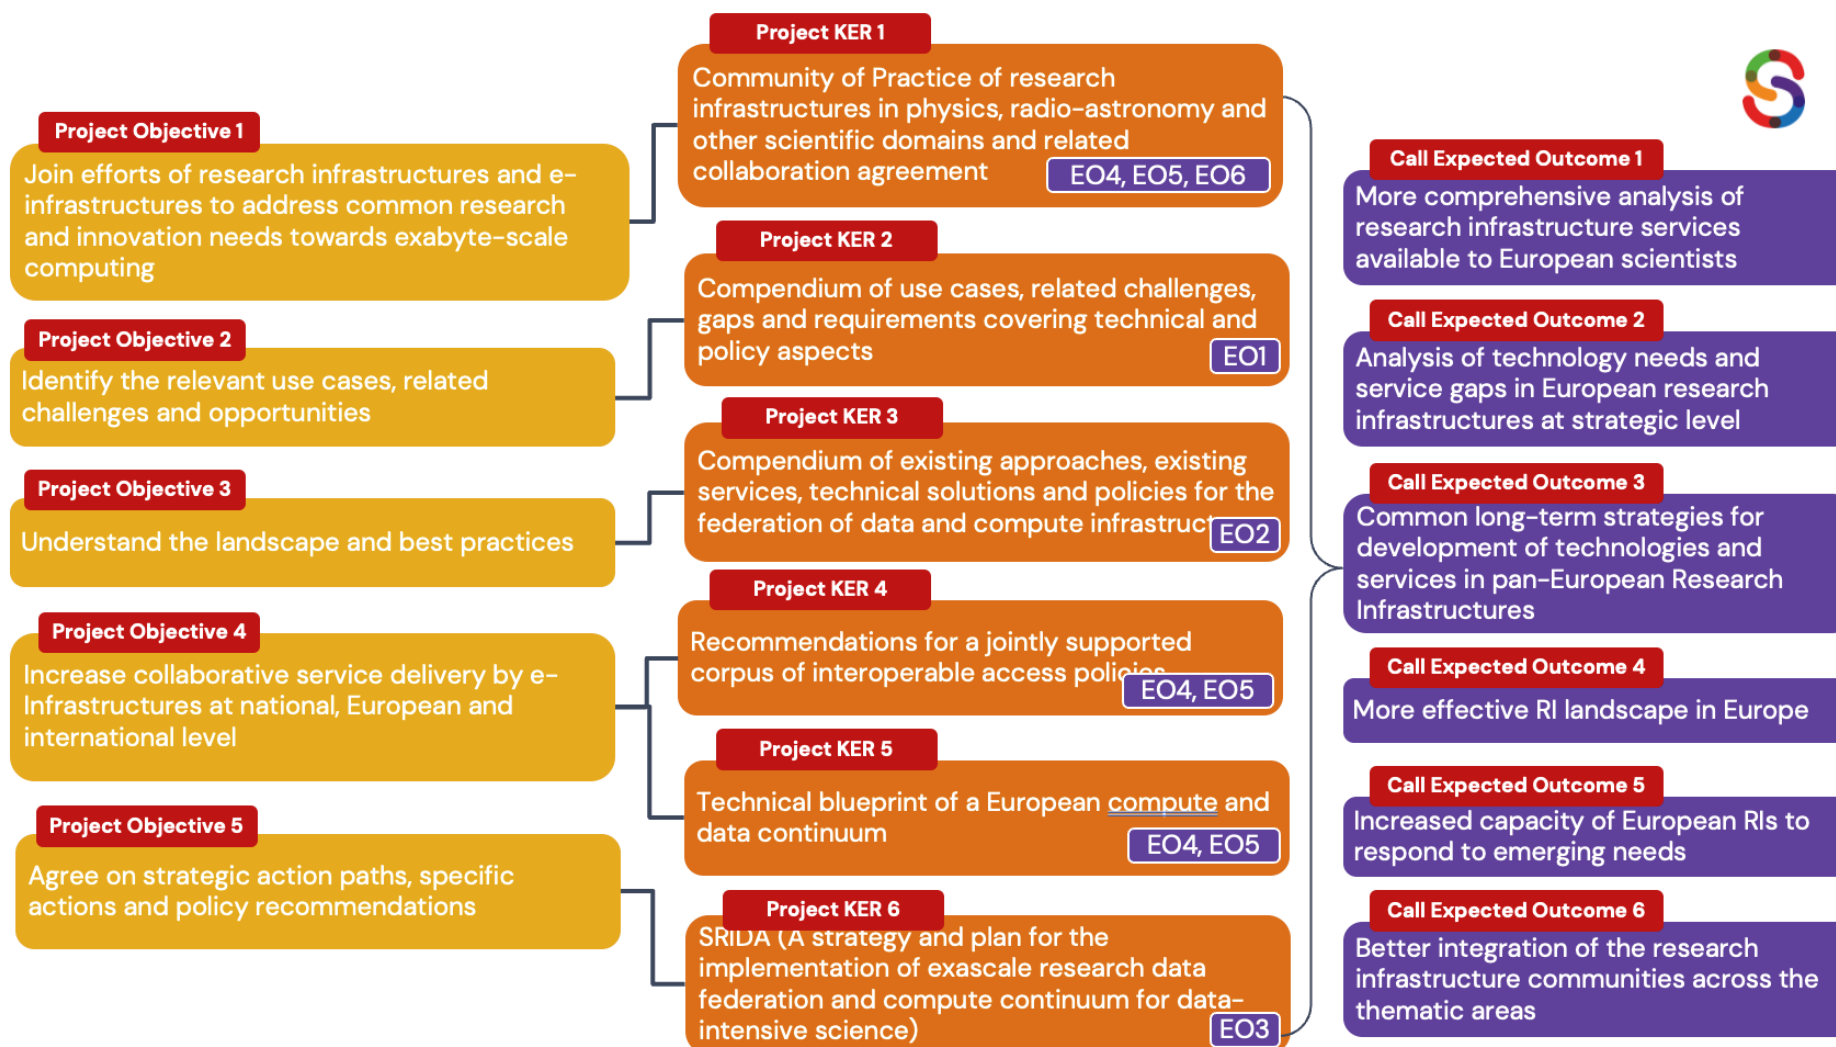 Project Objective 1
Join efforts of research infrastructures and e-
infrastructures to address common research
and innovation needs towards exabyte-scale
computing
Project Objective 2
Identify the relevant use cases, related
challenges and opportunities
Project Objective 3
Understand the landscape and best practices
Project Objective 4
Increase collaborative service delivery by e-
Infrastructures at national, European and
international level
Project Objective 5
Agree on strategic action paths, specific
actions and policy recommendations
Project KER 1
Community of Practice of research
infrastructures in physics, radio-astronomy and
other scientific domains and related
collaboration agreement
EO4, EO5, EO6
Project KER 2
Compendium of use cases, related challenges,
gaps and requirements covering technical and
policy aspects
EO1
Project KER 3
Compendium of existing approaches, existing
services, technical solutions and policies for the
federation of data and compute infrastruct
EO2
Project KER 4
Recommendations for a jointly supported
corpus of interoperable access policies
EO4, EO5
Project KER 5
Technical blueprint of a European compute and
data continuum
EO4, EO5
Project KER 6
SRIDA (A strategy and plan for the
implementation of exascale research data
federation and compute continuum for data-
intensive science)
EO3
S
Call Expected Outcome 1
More comprehensive analysis of
research infrastructure services
available to European scientists
Call Expected Outcome 2
Analysis of technology needs and
service gaps in European research
infrastructures at strategic level
Call Expected Outcome 3
Common long-term strategies for
development of technologies and
services in pan-European Research
Infrastructures
Call Expected Outcome 4
More effective RI landscape in Europe
Call Expected Outcome 5
Increased capacity of European RIs to
respond to emerging needs
Call Expected Outcome 6
Better integration of the research
infrastructure communities across the
thematic areas